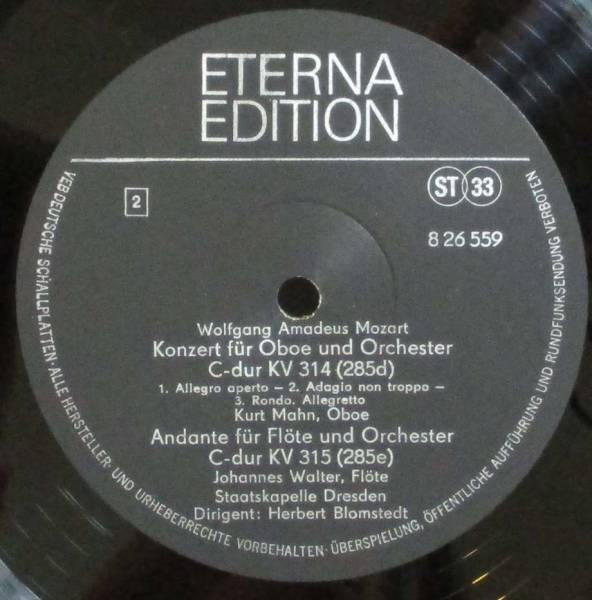 ETERNA
EDITION
ST 33
2
8 26 559
Wolfgang Amadeus Mozart
Konzert für Oboe und Orchester
C-dur KV 314 (285d)
1. Allegro aperto – 2. Adagio non troppo –
3. Rondo. Allegretto
Kurt Mahn, Oboe
Andante für Flöte und Orchester
C-dur KV 315 (285e)
Johannes Walter, Flöte
Staatskapelle Dresden
Dirigent: Herbert Blomstedt
VEB DEUTSCHE SCHALLPLATTEN · ALLE HERSTELLER- UND URHEBERRECHTE VORBEHALTEN · ÜBERSPIELUNG, ÖFFENTLICHE AUFFÜHRUNG UND RUNDFUNKSENDUNG VERBOTEN